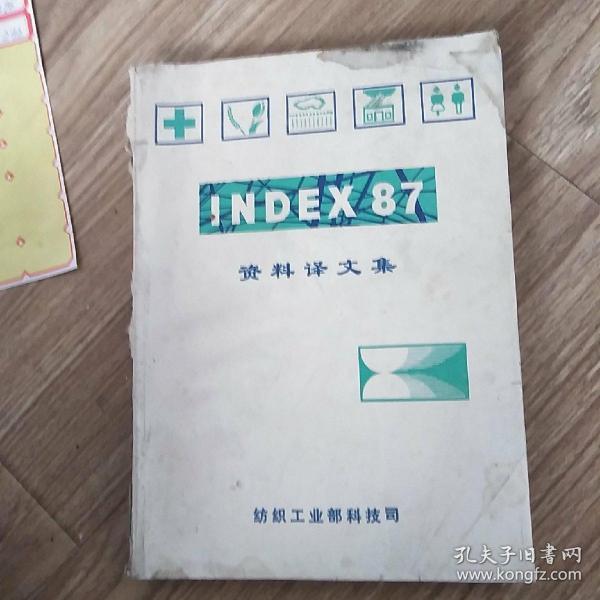 INDEX 87
资料译文集
纺织工业部科技司
孔夫子旧书网
www.kongfz.com